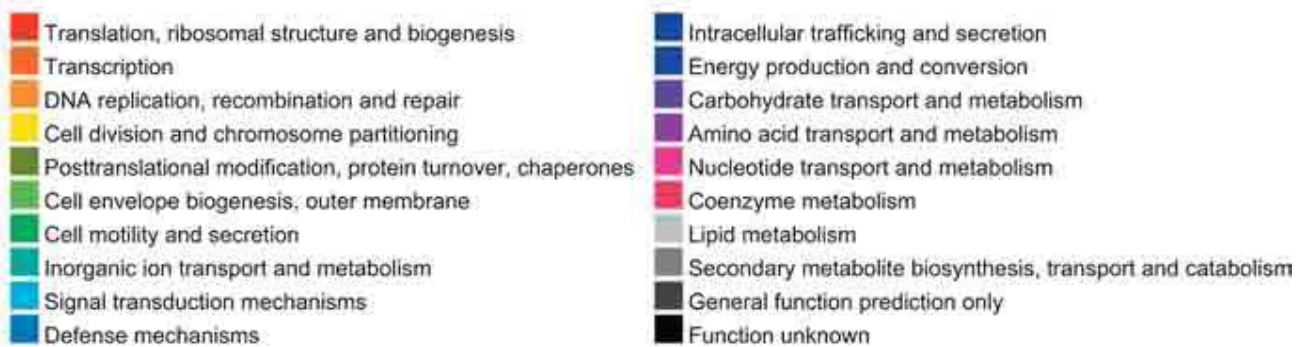 Translation, ribosomal structure and biogenesis
Transcription
DNA replication, recombination and repair
Cell division and chromosome partitioning
Posttranslational modification, protein turnover, chaperones
Cell envelope biogenesis, outer membrane
Cell motility and secretion
Inorganic ion transport and metabolism
Signal transduction mechanisms
Defense mechanisms
Intracellular trafficking and secretion
Energy production and conversion
Carbohydrate transport and metabolism
Amino acid transport and metabolism
Nucleotide transport and metabolism
Coenzyme metabolism
Lipid metabolism
Secondary metabolite biosynthesis, transport and catabolism
General function prediction only
Function unknown